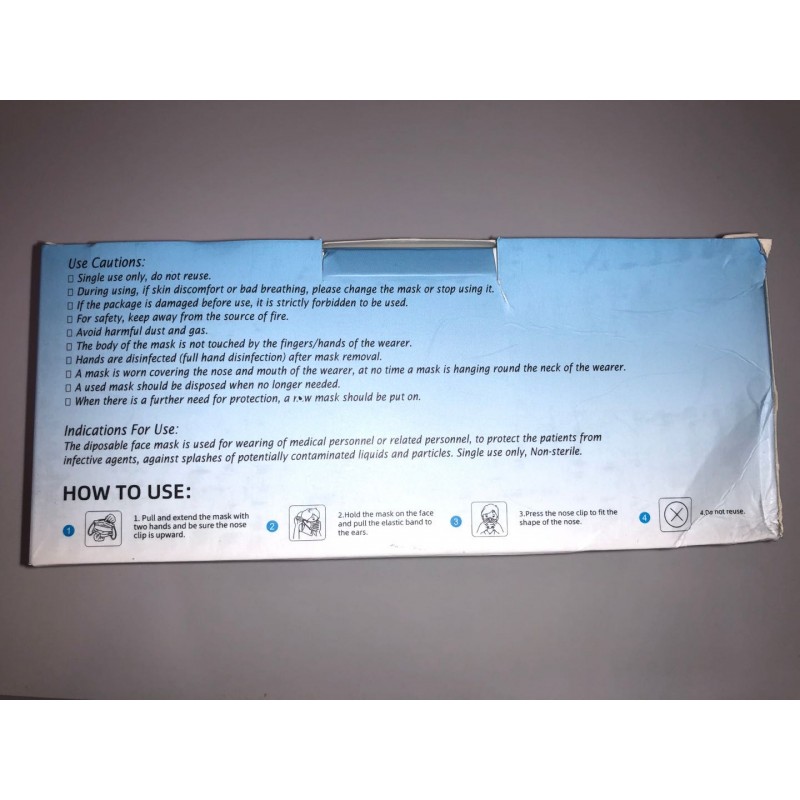 Use Cautions:
□ Single use only, do not reuse.
□ During using, if skin discomfort or bad breathing, please change the mask or stop using it.
□ If the package is damaged before use, it is strictly forbidden to be used.
□ For safety, keep away from the source of fire.
□ Avoid harmful dust and gas.
□ The body of the mask is not touched by the fingers/hands of the wearer.
□ Hands are disinfected (full hand disinfection) after mask removal.
□ A mask is worn covering the nose and mouth of the wearer, at no time a mask is hanging round the neck of the wearer.
□ A used mask should be disposed when no longer needed.
□ When there is a further need for protection, a new mask should be put on.
Indications For Use:
The diposable face mask is used for wearing of medical personnel or related personnel, to protect the patients from
infective agents, against splashes of potentially contaminated liquids and particles. Single use only, Non-sterile.
HOW TO USE:
1
1. Pull and extend the mask with
two hands and be sure the nose
clip is upward.
2
2.Hold the mask on the face
and pull the elastic band to
the ears.
3
3.Press the nose clip to fit the
shape of the nose.
4
4.Do not reuse.